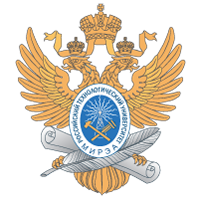 РОССИЙСКИЙ ТЕХНОЛОГИЧЕСКИЙ УНИВЕРСИТЕТ
МИРЭА